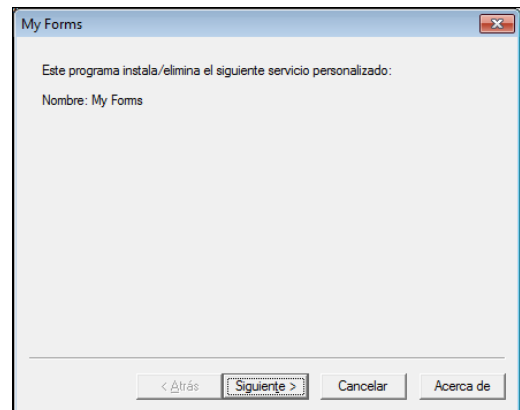 My Forms
Este programa instala/elimina el siguiente servicio personalizado:
Nombre: My Forms
< Atrás Siguiente > Cancelar Acerca de